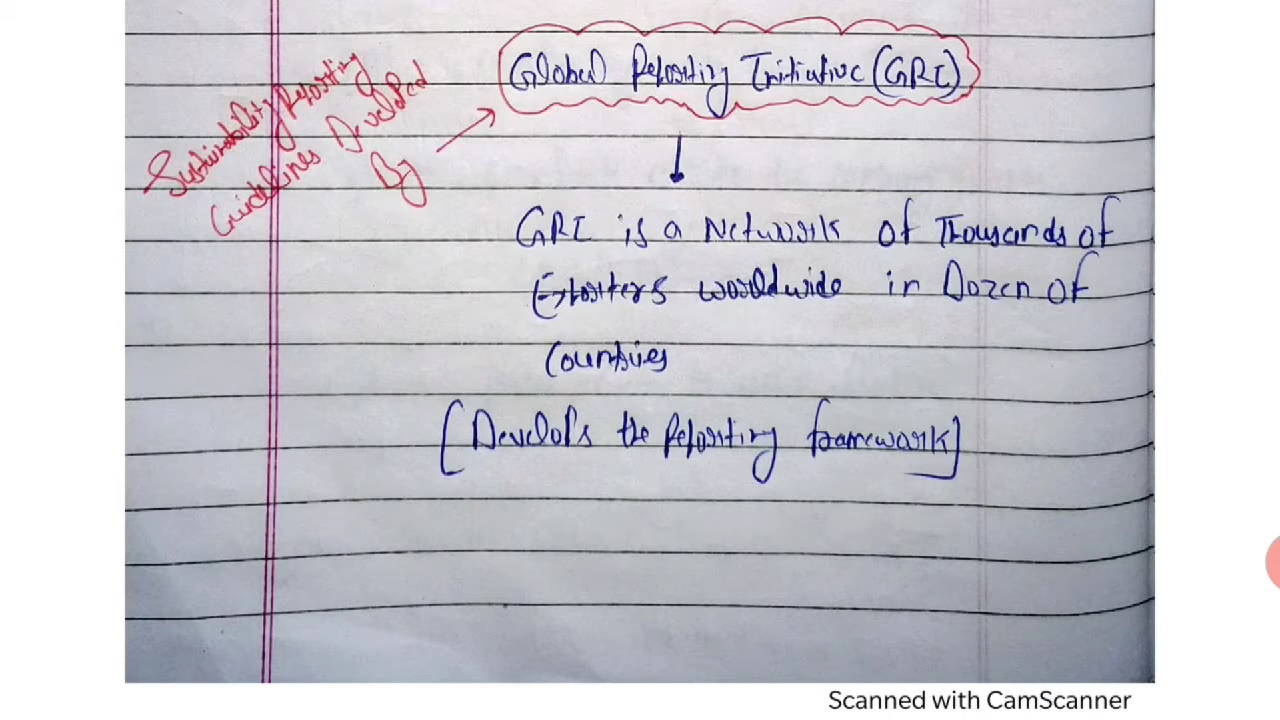 Global Reporting Initiative (GRI)
Sustainability Reporting
Guidelines Developed
By
GRI is a Network of Thousands of
Experters worldwide in Dozen of
Countries
[Develops the Reporting framework]
Scanned with CamScanner